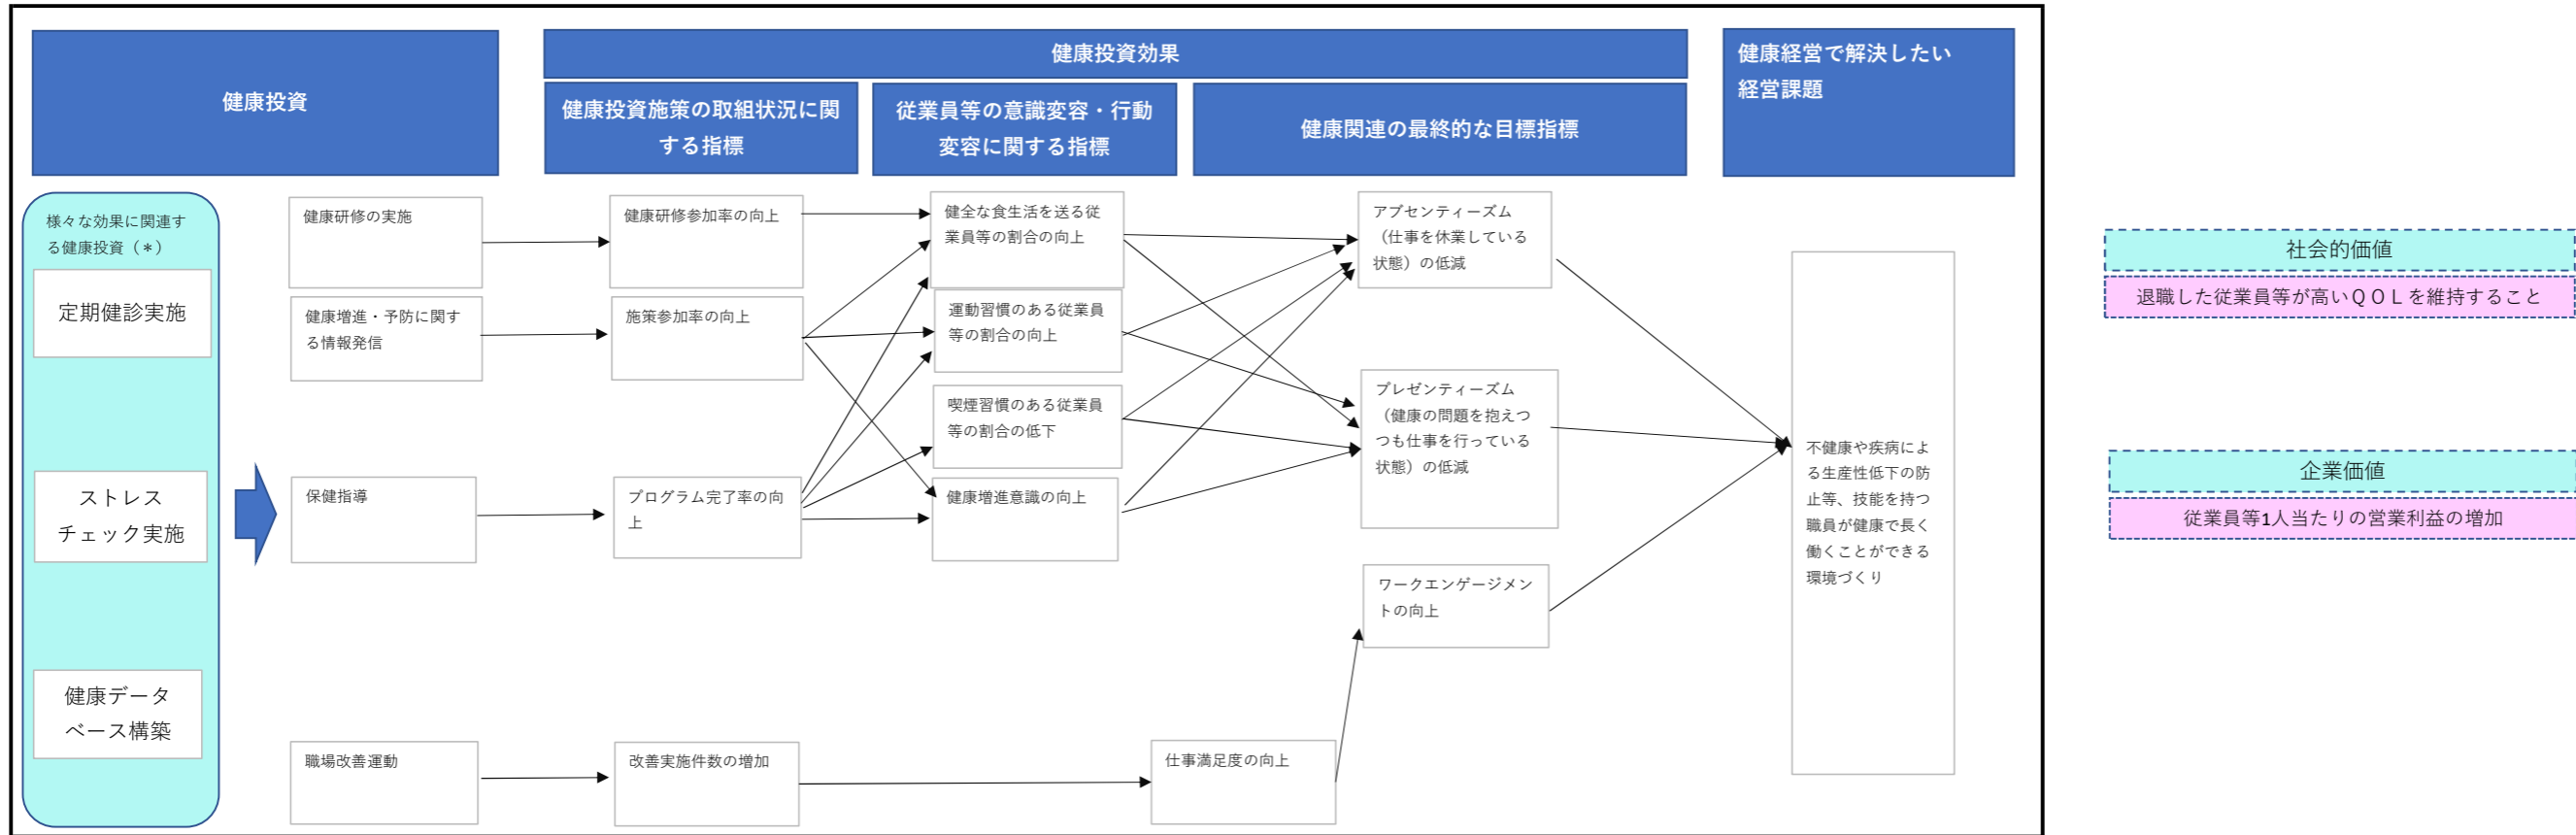 健康投資
健康投資効果
健康経営で解決したい
経営課題
健康投資施策の取組状況に関
する指標
従業員等の意識変容・行動
変容に関する指標
健康関連の最終的な目標指標
様々な効果に関連す
る健康投資（＊）
定期健診実施
ストレス
チェック実施
健康データ
ベース構築
健康研修の実施
健康増進・予防に関す
る情報発信
保健指導
職場改善運動
健康研修参加率の向上
施策参加率の向上
プログラム完了率の向
上
改善実施件数の増加
健全な食生活を送る従
業員等の割合の向上
運動習慣のある従業員
等の割合の向上
喫煙習慣のある従業員
等の割合の低下
健康増進意識の向上
仕事満足度の向上
アブセンティーズム
（仕事を休業している
状態）の低減
プレゼンティーズム
（健康の問題を抱えつ
つも仕事を行っている
状態）の低減
ワークエンゲージメン
トの向上
不健康や疾病によ
る生産性低下の防
止等、技能を持つ
職員が健康で長く
働くことができる
環境づくり
社会的価値
退職した従業員等が高いＱＯＬを維持すること
企業価値
従業員等1人当たりの営業利益の増加